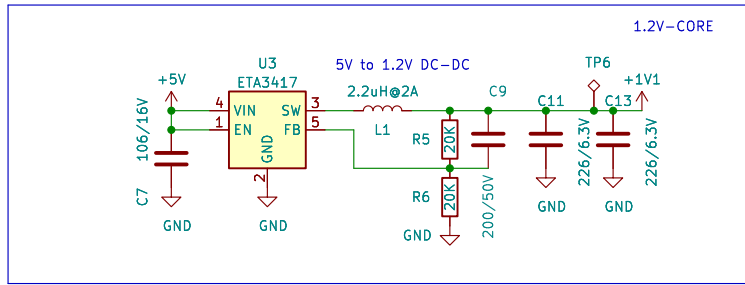 1.2V-CORE
U3
5V to 1.2V DC-DC
TP6
+5V
ETA3417
2.2uH@2A
C9
+1V1
C11
C13
4
VIN
SW
3
1
EN
FB
5
L1
GND
2
106/16V
R5
20K
226/6.3V
226/6.3V
C7
R6
20K
200/50V
GND
GND
GND
GND
GND